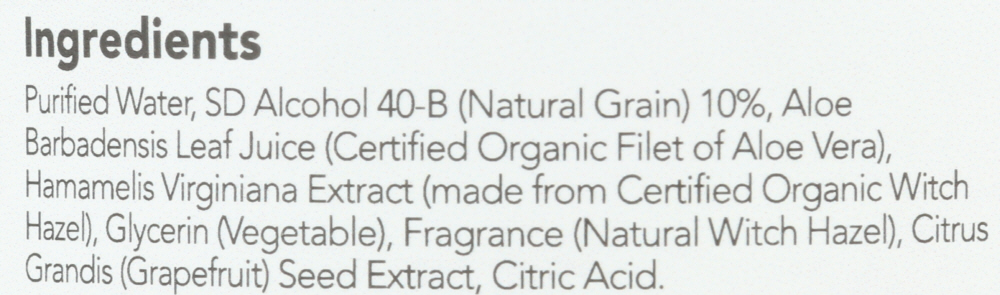 Ingredients
Purified Water, SD Alcohol 40-B (Natural Grain) 10%, Aloe
Barbadensis Leaf Juice (Certified Organic Filet of Aloe Vera),
Hamamelis Virginiana Extract (made from Certified Organic Witch
Hazel), Glycerin (Vegetable), Fragrance (Natural Witch Hazel), Citrus
Grandis (Grapefruit) Seed Extract, Citric Acid.